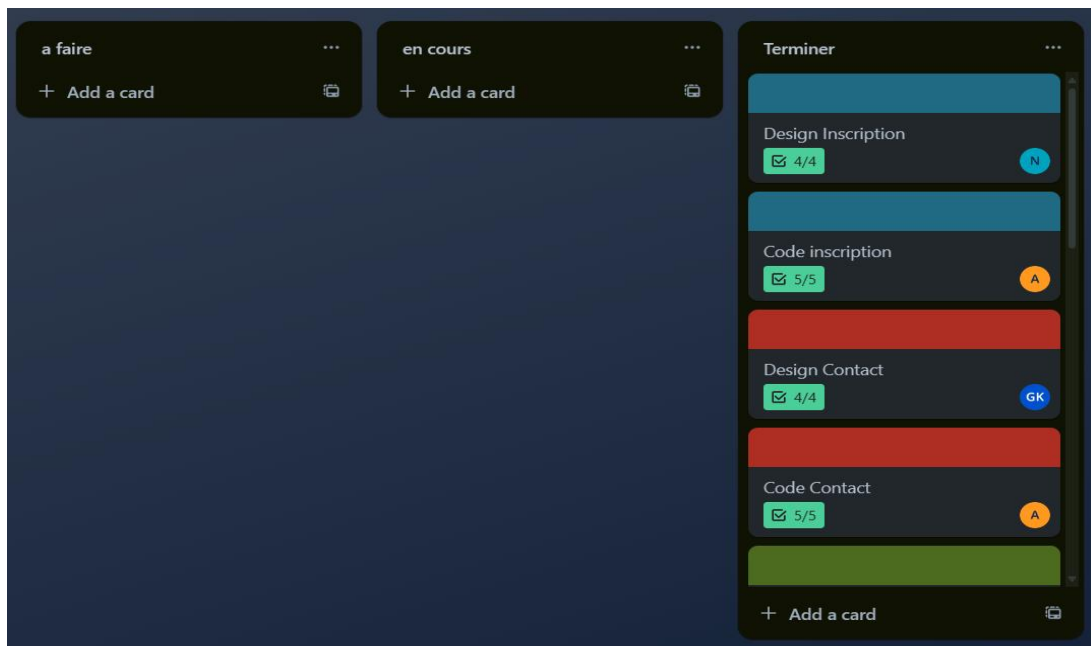 a faire
Add a card
en cours
Add a card
Terminer
Design Inscription
4/4
N
Code inscription
5/5
A
Design Contact
4/4
GK
Code Contact
5/5
A
Add a card